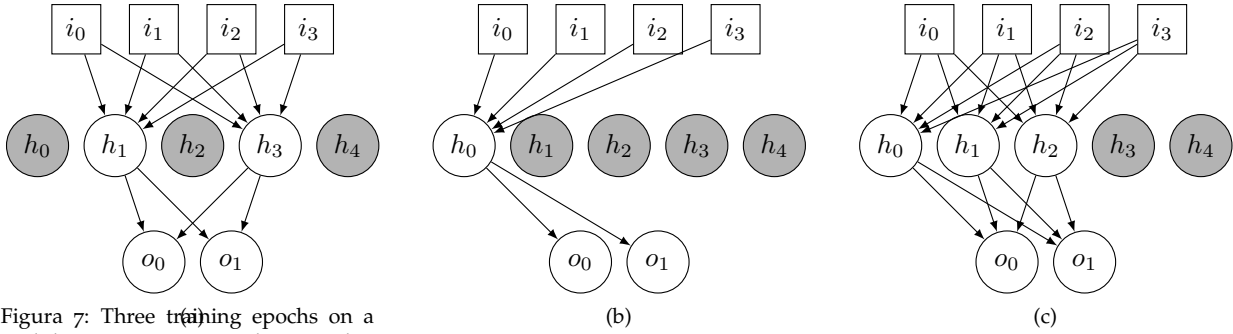 i₀ i₁ i₂ i₃ i₀ i₁ i₂ i₃ i₀ i₁ i₂ i₃
h₀ h₁ h₂ h₃ h₄ h₀ h₁ h₂ h₃ h₄ h₀ h₁ h₂ h₃ h₄
o₀ o₁ o₀ o₁ o₀ o₁
Figura 7: Three training epochs on a (a) (b) (c)